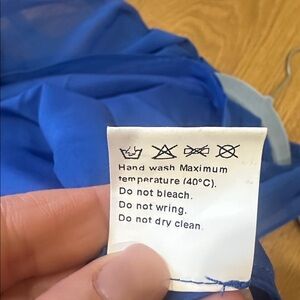 Hand wash Maximum
temperature (40°C).
Do not bleach.
Do not wring.
Do not dry clean.